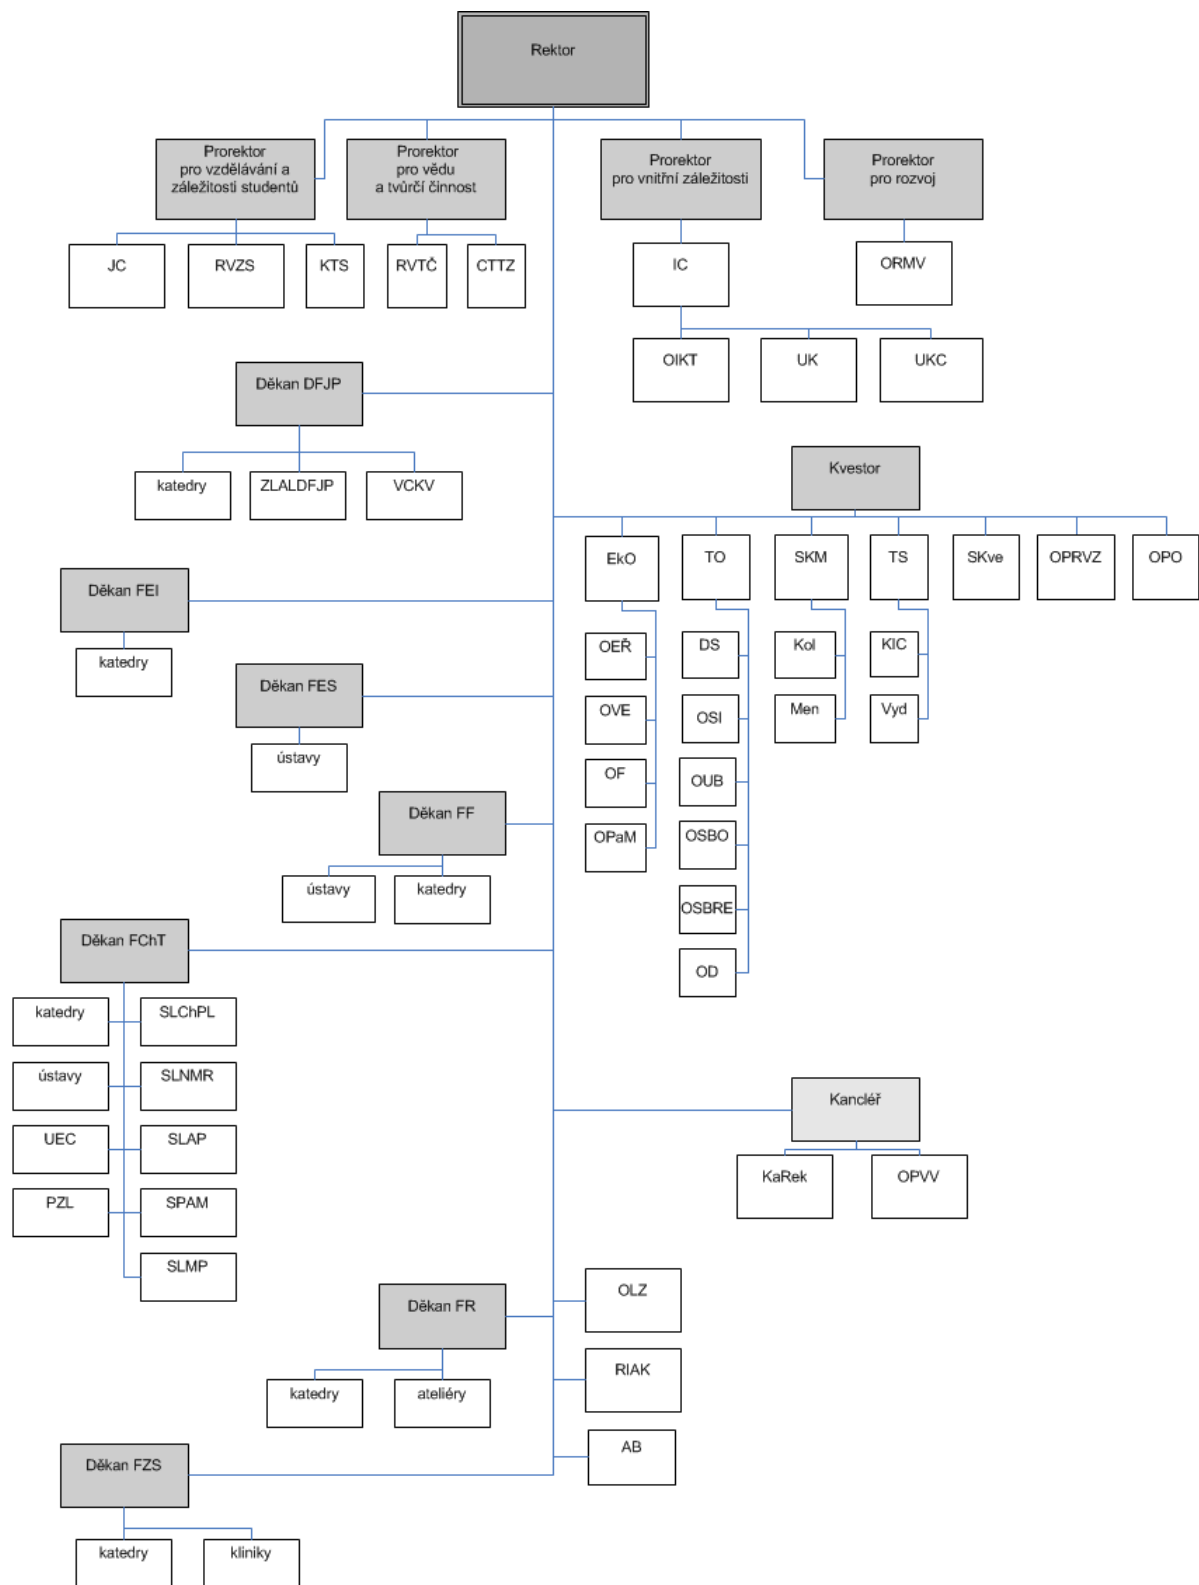 Rektor
Prorektor
pro vzdělávání a
záležitosti studentů
Prorektor
pro vědu
a tvůrčí činnost
Prorektor
pro vnitřní záležitosti
Prorektor
pro rozvoj
JC
RVZS
KTS
RVTČ
CTTZ
IC
ORMV
OIKT
UK
UKC
Děkan DFJP
katedry
ZLALDFJP
VCKV
Kvestor
EkO
TO
SKM
TS
SKve
OPRVZ
OPO
Děkan FEI
katedry
OEŘ
DS
Kol
KIC
Děkan FES
ústavy
OVE
OSI
Men
Vyd
OF
OUB
Děkan FF
ústavy
katedry
OPaM
OSBO
OSBRE
OD
Děkan FChT
katedry
SLChPL
ústavy
SLNMR
UEC
SLAP
PZL
SPAM
SLMP
Kancléř
KaRek
OPVV
Děkan FR
katedry
ateliéry
OLZ
RIAK
AB
Děkan FZS
katedry
kliniky